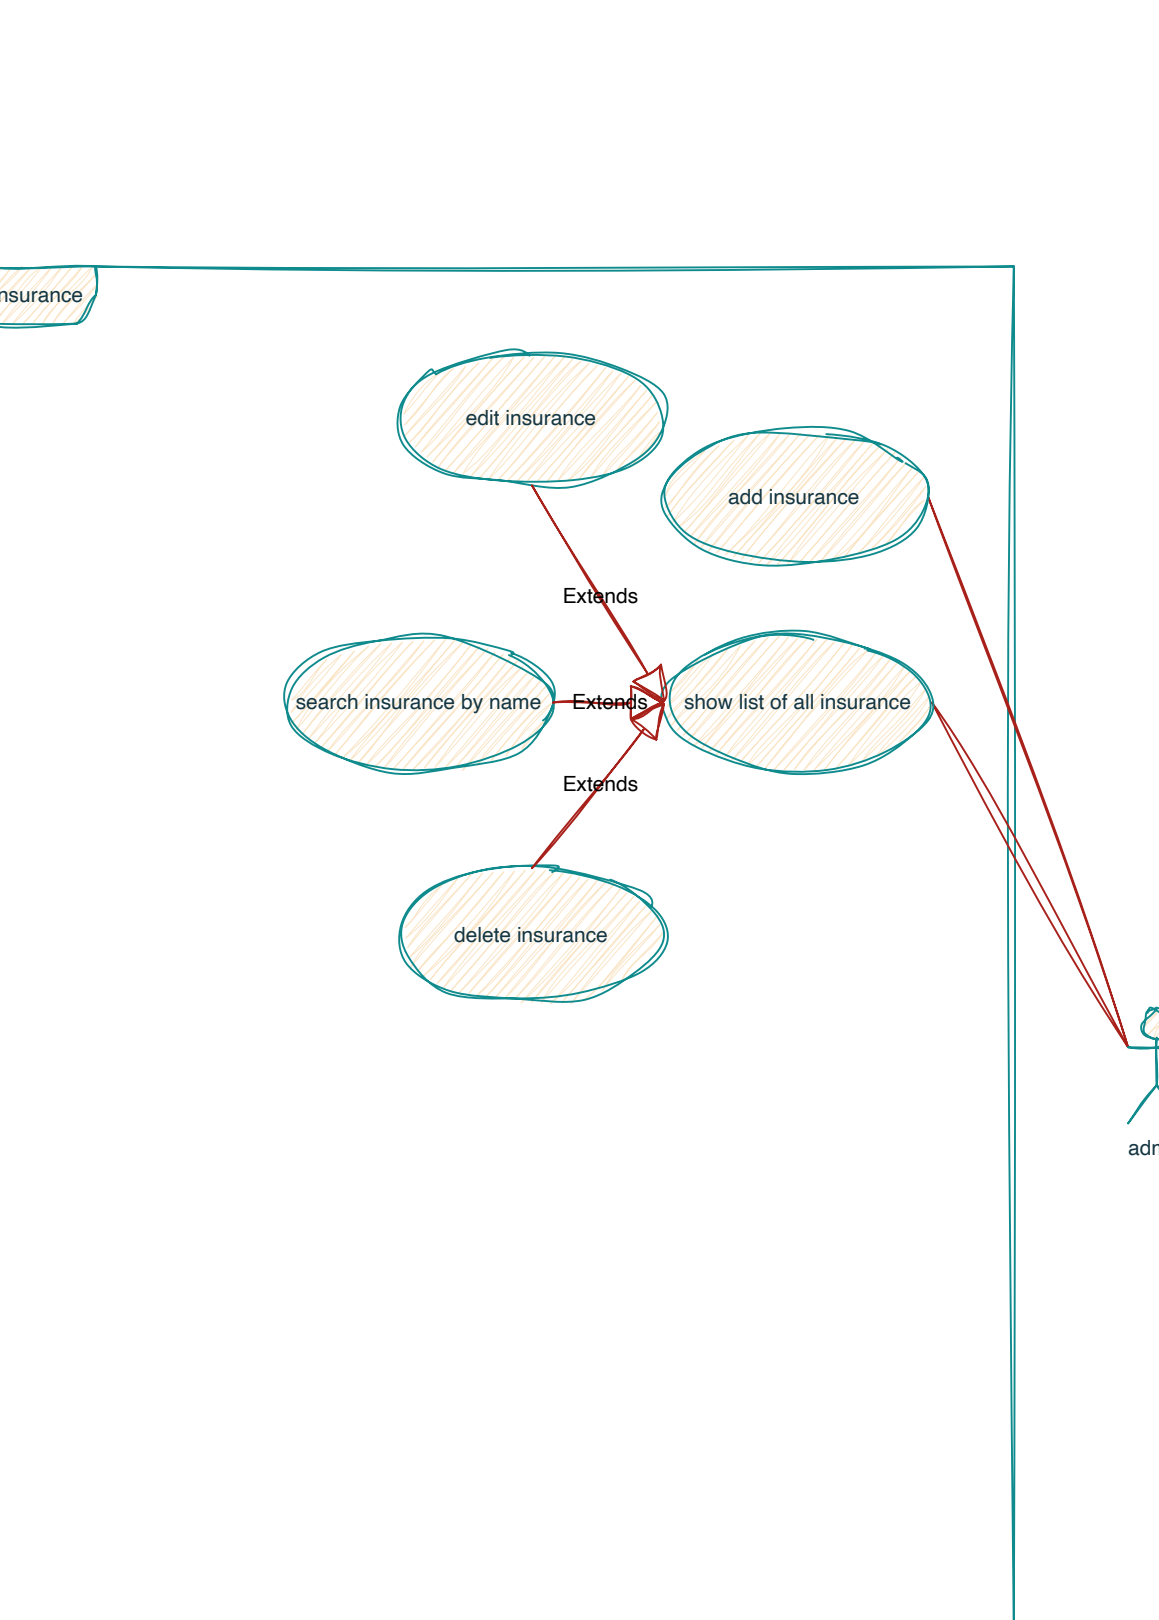 nsurance
edit insurance
add insurance
Extends
search insurance by name
Extends
show list of all insurance
Extends
delete insurance